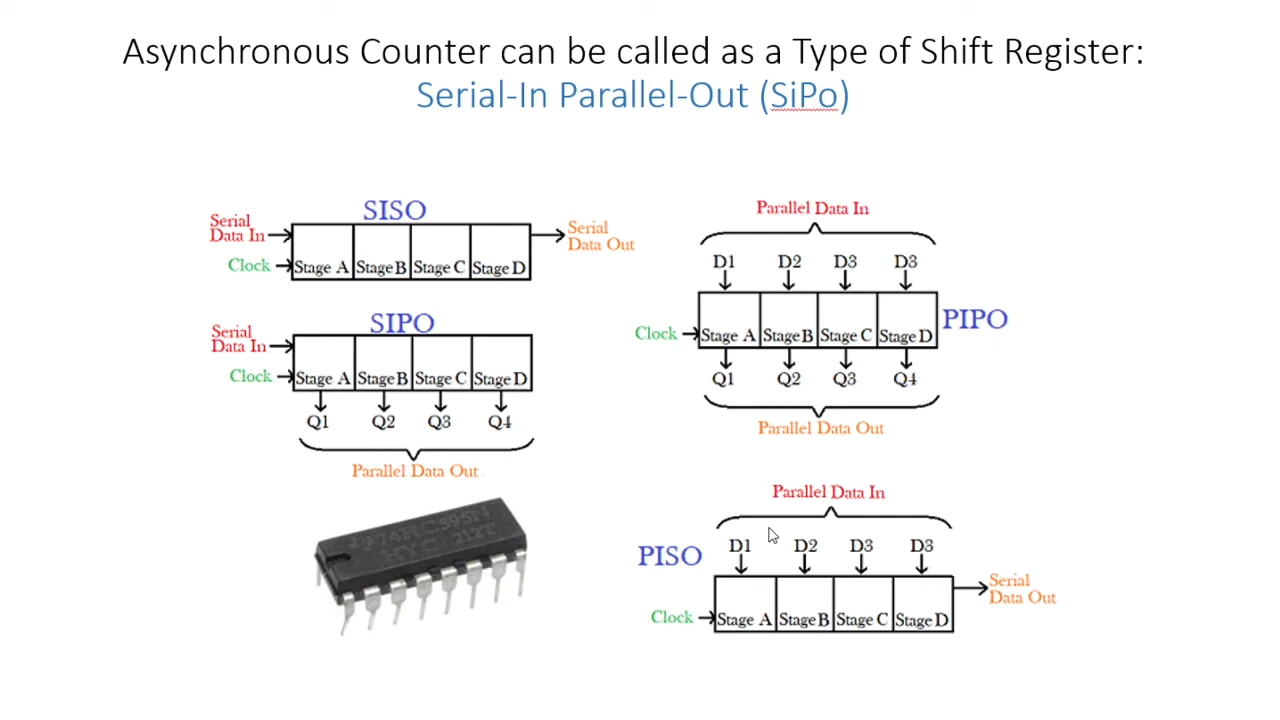 Asynchronous Counter can be called as a Type of Shift Register:
Serial-In Parallel-Out (SiPo)
SISO
Serial
Data In
Clock
Stage A Stage B Stage C Stage D
Serial
Data Out
SIPO
Serial
Data In
Clock
Stage A Stage B Stage C Stage D
Q1 Q2 Q3 Q4
Parallel Data Out
Parallel Data In
D1 D2 D3 D3
PIPO
Clock
Stage A Stage B Stage C Stage D
Q1 Q2 Q3 Q4
Parallel Data Out
74HC595N
HYC 212T
Parallel Data In
PISO
D1 D2 D3 D3
Clock
Stage A Stage B Stage C Stage D
Serial
Data Out